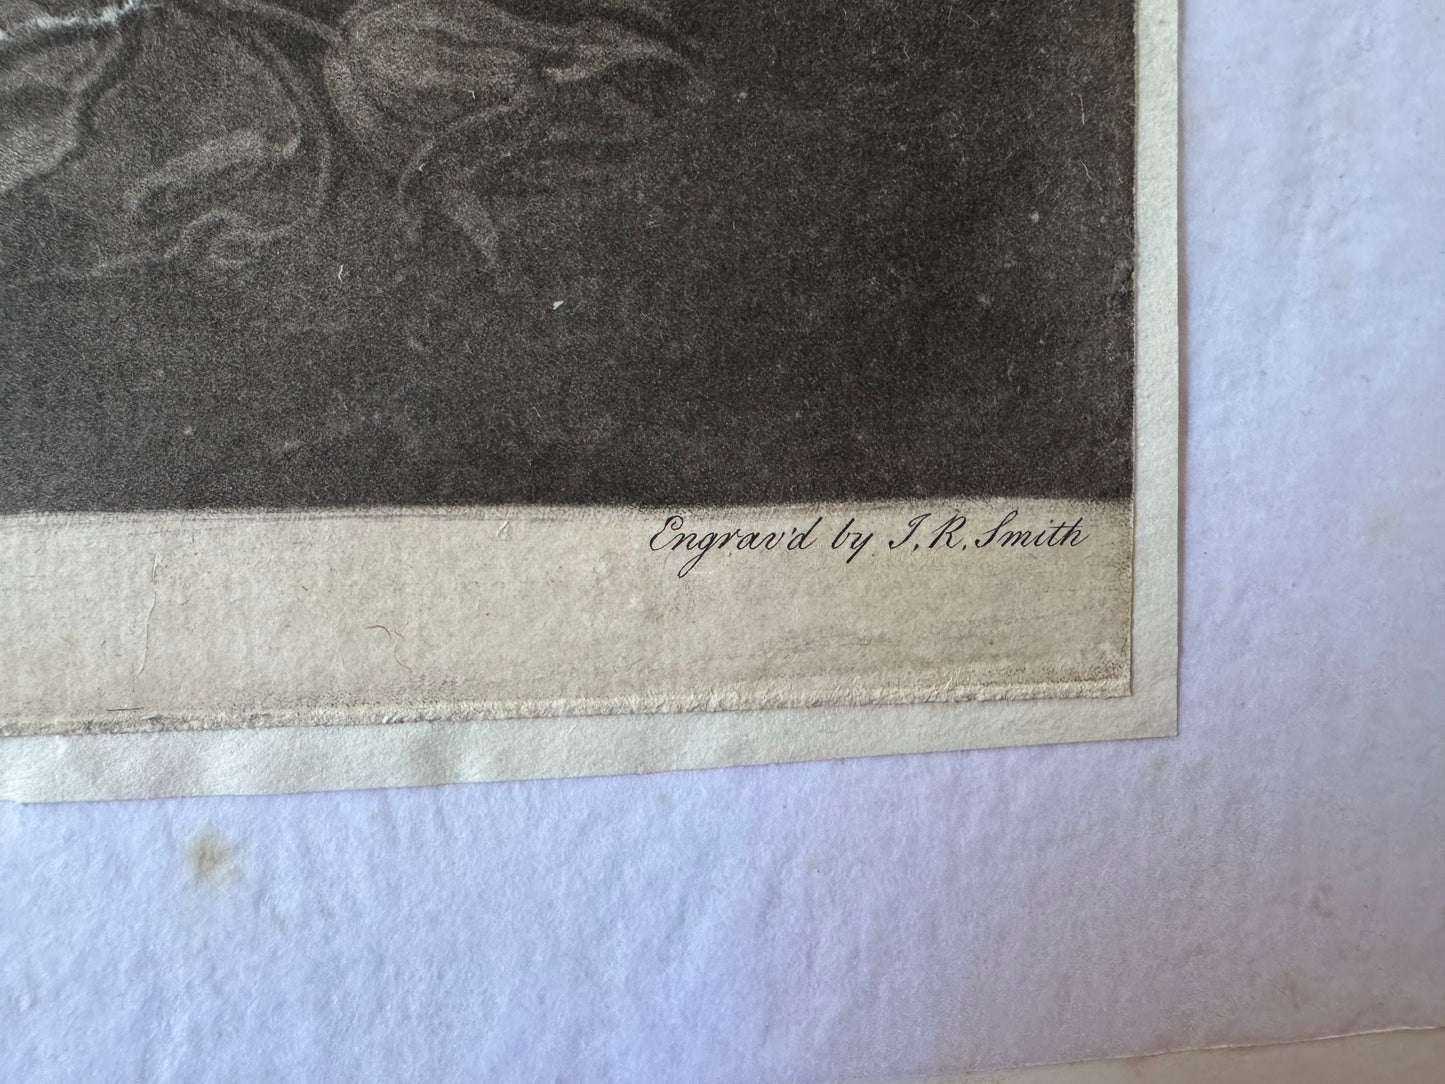 Engrav'd by J. R. Smith